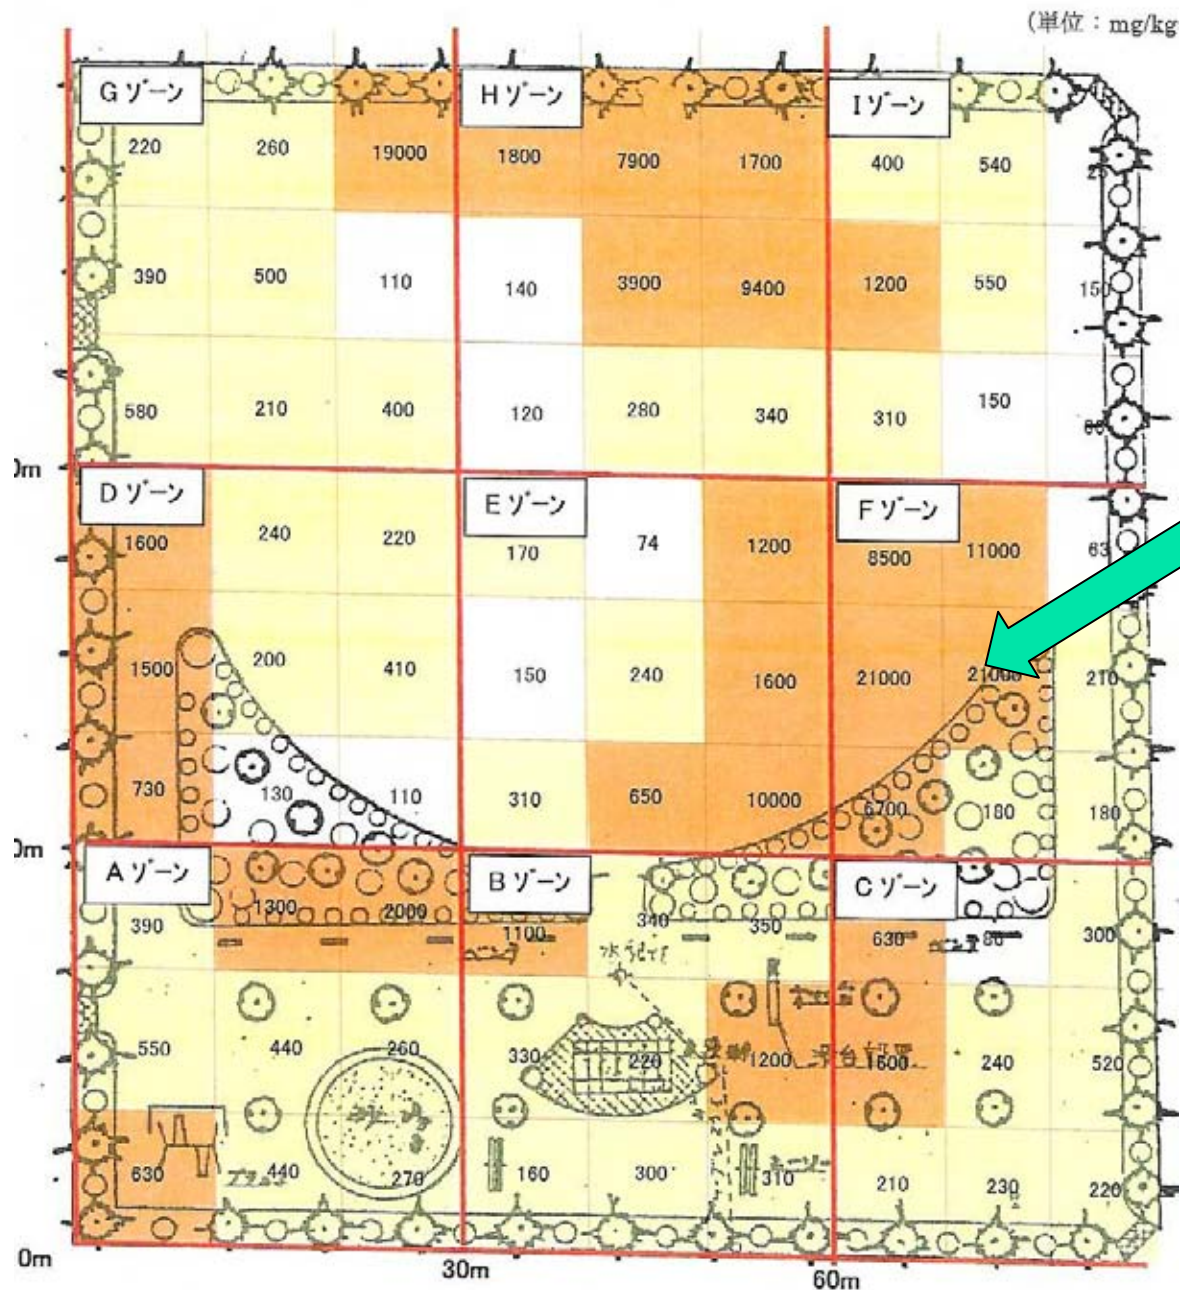 (単位：mg/kg
Gゾーン
Hゾーン
Iゾーン
220 260 19000 1800 7900 1700 400 540
390 500 110 140 3900 9400 1200 550 150
580 210 400 120 280 340 310 150
0m
Dゾーン
Eゾーン
Fゾーン
1600 240 220 170 74 1200 8500 11000 63
1500 200 410 150 240 1600 21000 21000 210
730 130 110 310 650 10000 6700 180 180
0m
Aゾーン
Bゾーン
Cゾーン
390 1300 2000 1100 340 350 630 80 300
550 440 260 330 220 1200 1600 240 520
630 440 270 160 300 310 210 230 220
0m
30m
60m